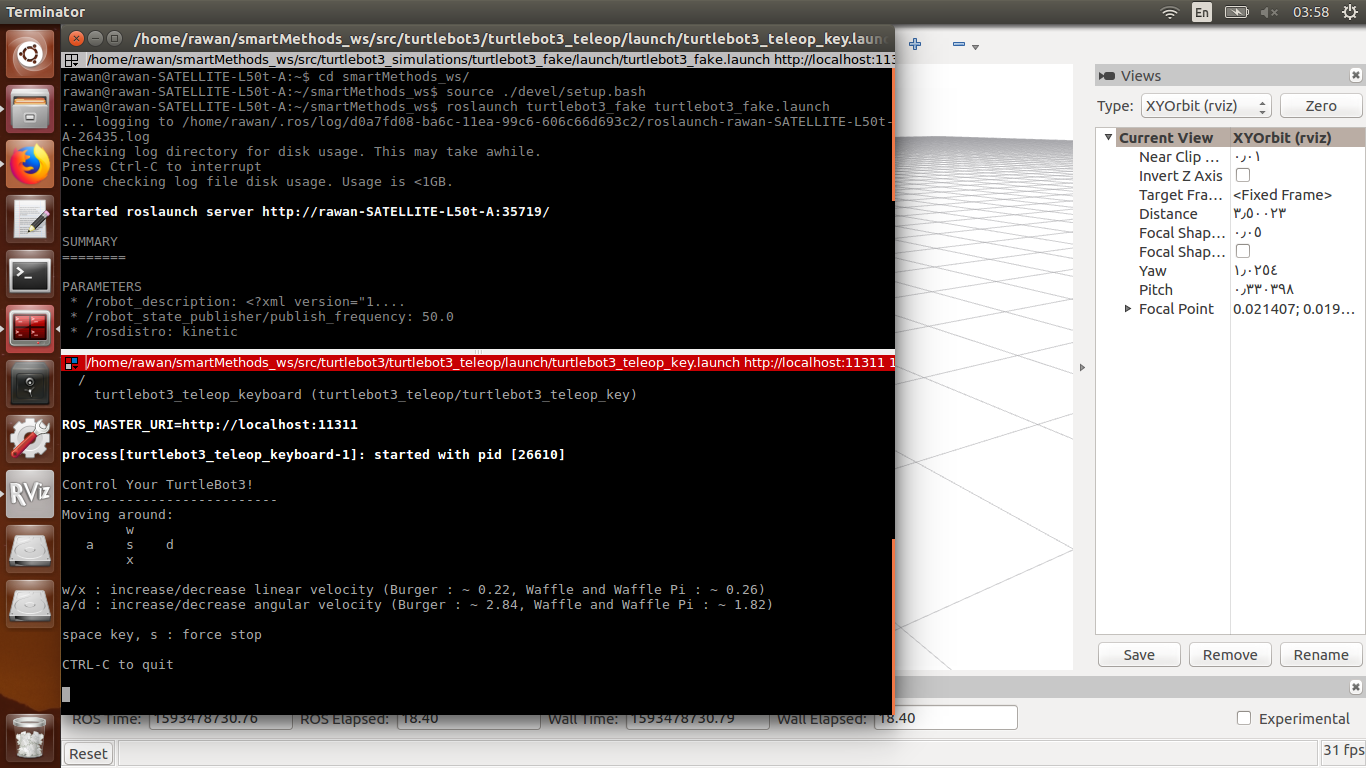 Terminator
En
03:58
/home/rawan/smartMethods_ws/src/turtlebot3/turtlebot3_teleop/launch/turtlebot3_teleop_key.laun
/home/rawan/smartMethods_ws/src/turtlebot3_simulations/turtlebot3_fake/launch/turtlebot3_fake.launch http://localhost:113
rawan@rawan-SATELLITE-L50t-A:~$ cd smartMethods_ws/
rawan@rawan-SATELLITE-L50t-A:~/smartMethods_ws$ source ./devel/setup.bash
rawan@rawan-SATELLITE-L50t-A:~/smartMethods_ws$ roslaunch turtlebot3_fake turtlebot3_fake.launch
... logging to /home/rawan/.ros/log/d0a7fd08-ba6c-11ea-99c6-606c66d693c2/roslaunch-rawan-SATELLITE-L50t-
A-26435.log
Checking log directory for disk usage. This may take awhile.
Press Ctrl-C to interrupt
Done checking log file disk usage. Usage is <1GB.
started roslaunch server http://rawan-SATELLITE-L50t-A:35719/
SUMMARY
========
PARAMETERS
* /robot_description: <?xml version="1....
* /robot_state_publisher/publish_frequency: 50.0
* /rosdistro: kinetic
/home/rawan/smartMethods_ws/src/turtlebot3/turtlebot3_teleop/launch/turtlebot3_teleop_key.launch http://localhost:11311 1
/
turtlebot3_teleop_keyboard (turtlebot3_teleop/turtlebot3_teleop_key)
ROS_MASTER_URI=http://localhost:11311
process[turtlebot3_teleop_keyboard-1]: started with pid [26610]
Control Your TurtleBot3!
---------------------------
Moving around:
w
a s d
x
w/x : increase/decrease linear velocity (Burger : ~ 0.22, Waffle and Waffle Pi : ~ 0.26)
a/d : increase/decrease angular velocity (Burger : ~ 2.84, Waffle and Waffle Pi : ~ 1.82)
space key, s : force stop
CTRL-C to quit
RViz
Views
Type: XYOrbit (rviz) Zero
Current View XYOrbit (rviz)
Near Clip ... ٠٫٠١
Invert Z Axis
Target Fra... <Fixed Frame>
Distance ٣٫٥٠٠٢٣
Focal Shap... ٠٫٠٥
Focal Shap...
Yaw ١٫٠٢٥٤
Pitch ٠٫٣٣٠٣٩٨
Focal Point 0.021407; 0.019...
Save Remove Rename
ROS Time: 1593478730.76 ROS Elapsed: 18.40 Wall Time: 1593478730.79 Wall Elapsed: 18.40 Experimental
Reset 31 fps